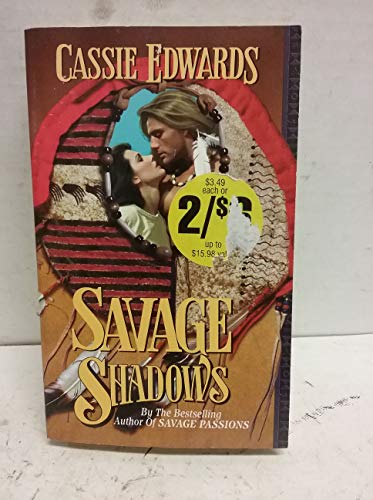 CASSIE EDWARDS
$3.49
each or
2/$
up to
$15.98
SAVAGE
SHADOWS
By The Bestselling
Author Of SAVAGE PASSIONS